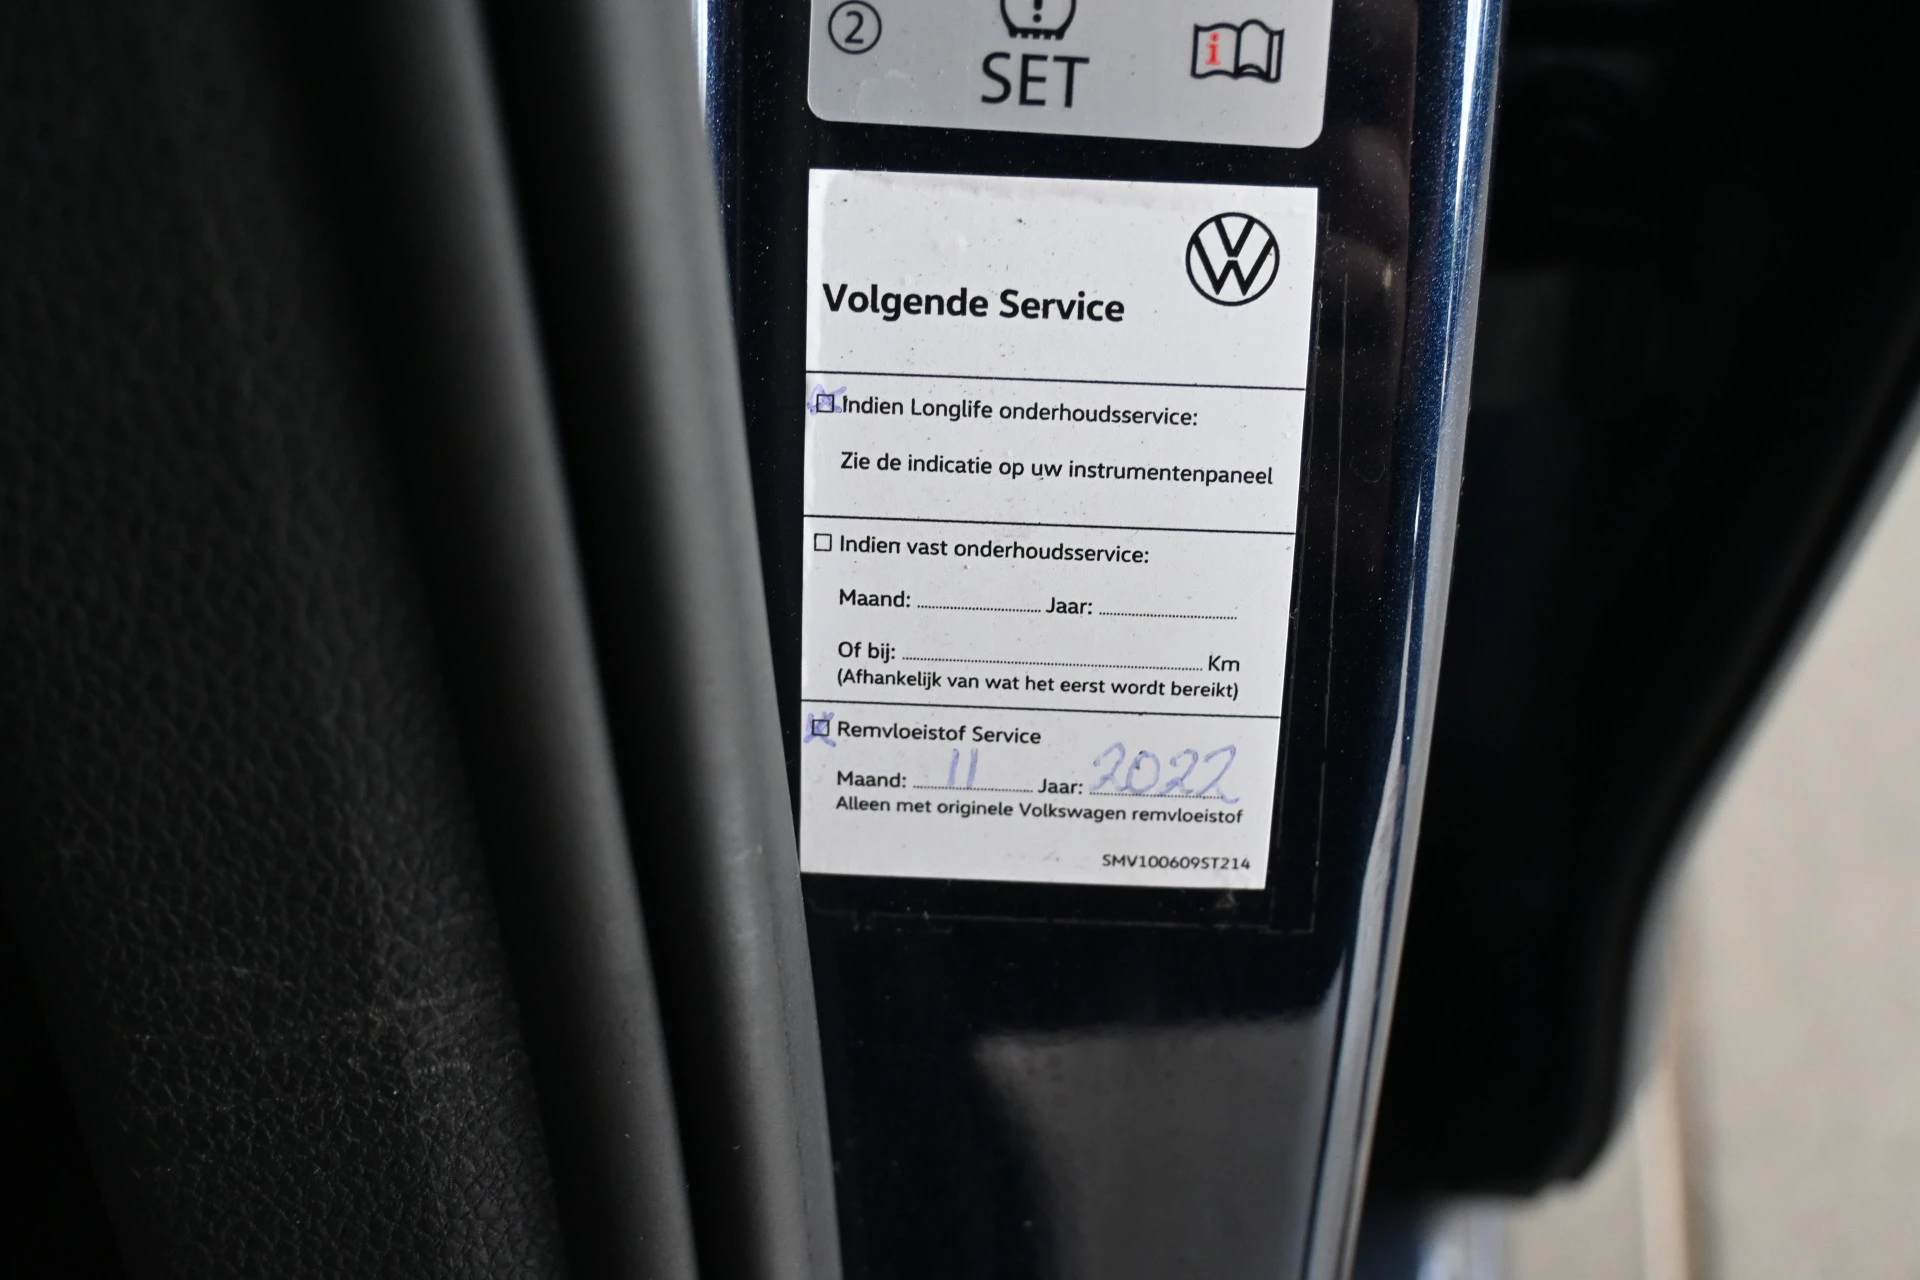 2
SET
i
Volgende Service
Indien Longlife onderhoudsservice:
Zie de indicatie op uw instrumentenpaneel
Indien vast onderhoudsservice:
Maand: Jaar:
Of bij: Km
(Afhankelijk van wat het eerst wordt bereikt)
Remvloeistof Service
Maand: 11 Jaar: 2022
Alleen met originele Volkswagen remvloeistof
SMV100609ST214